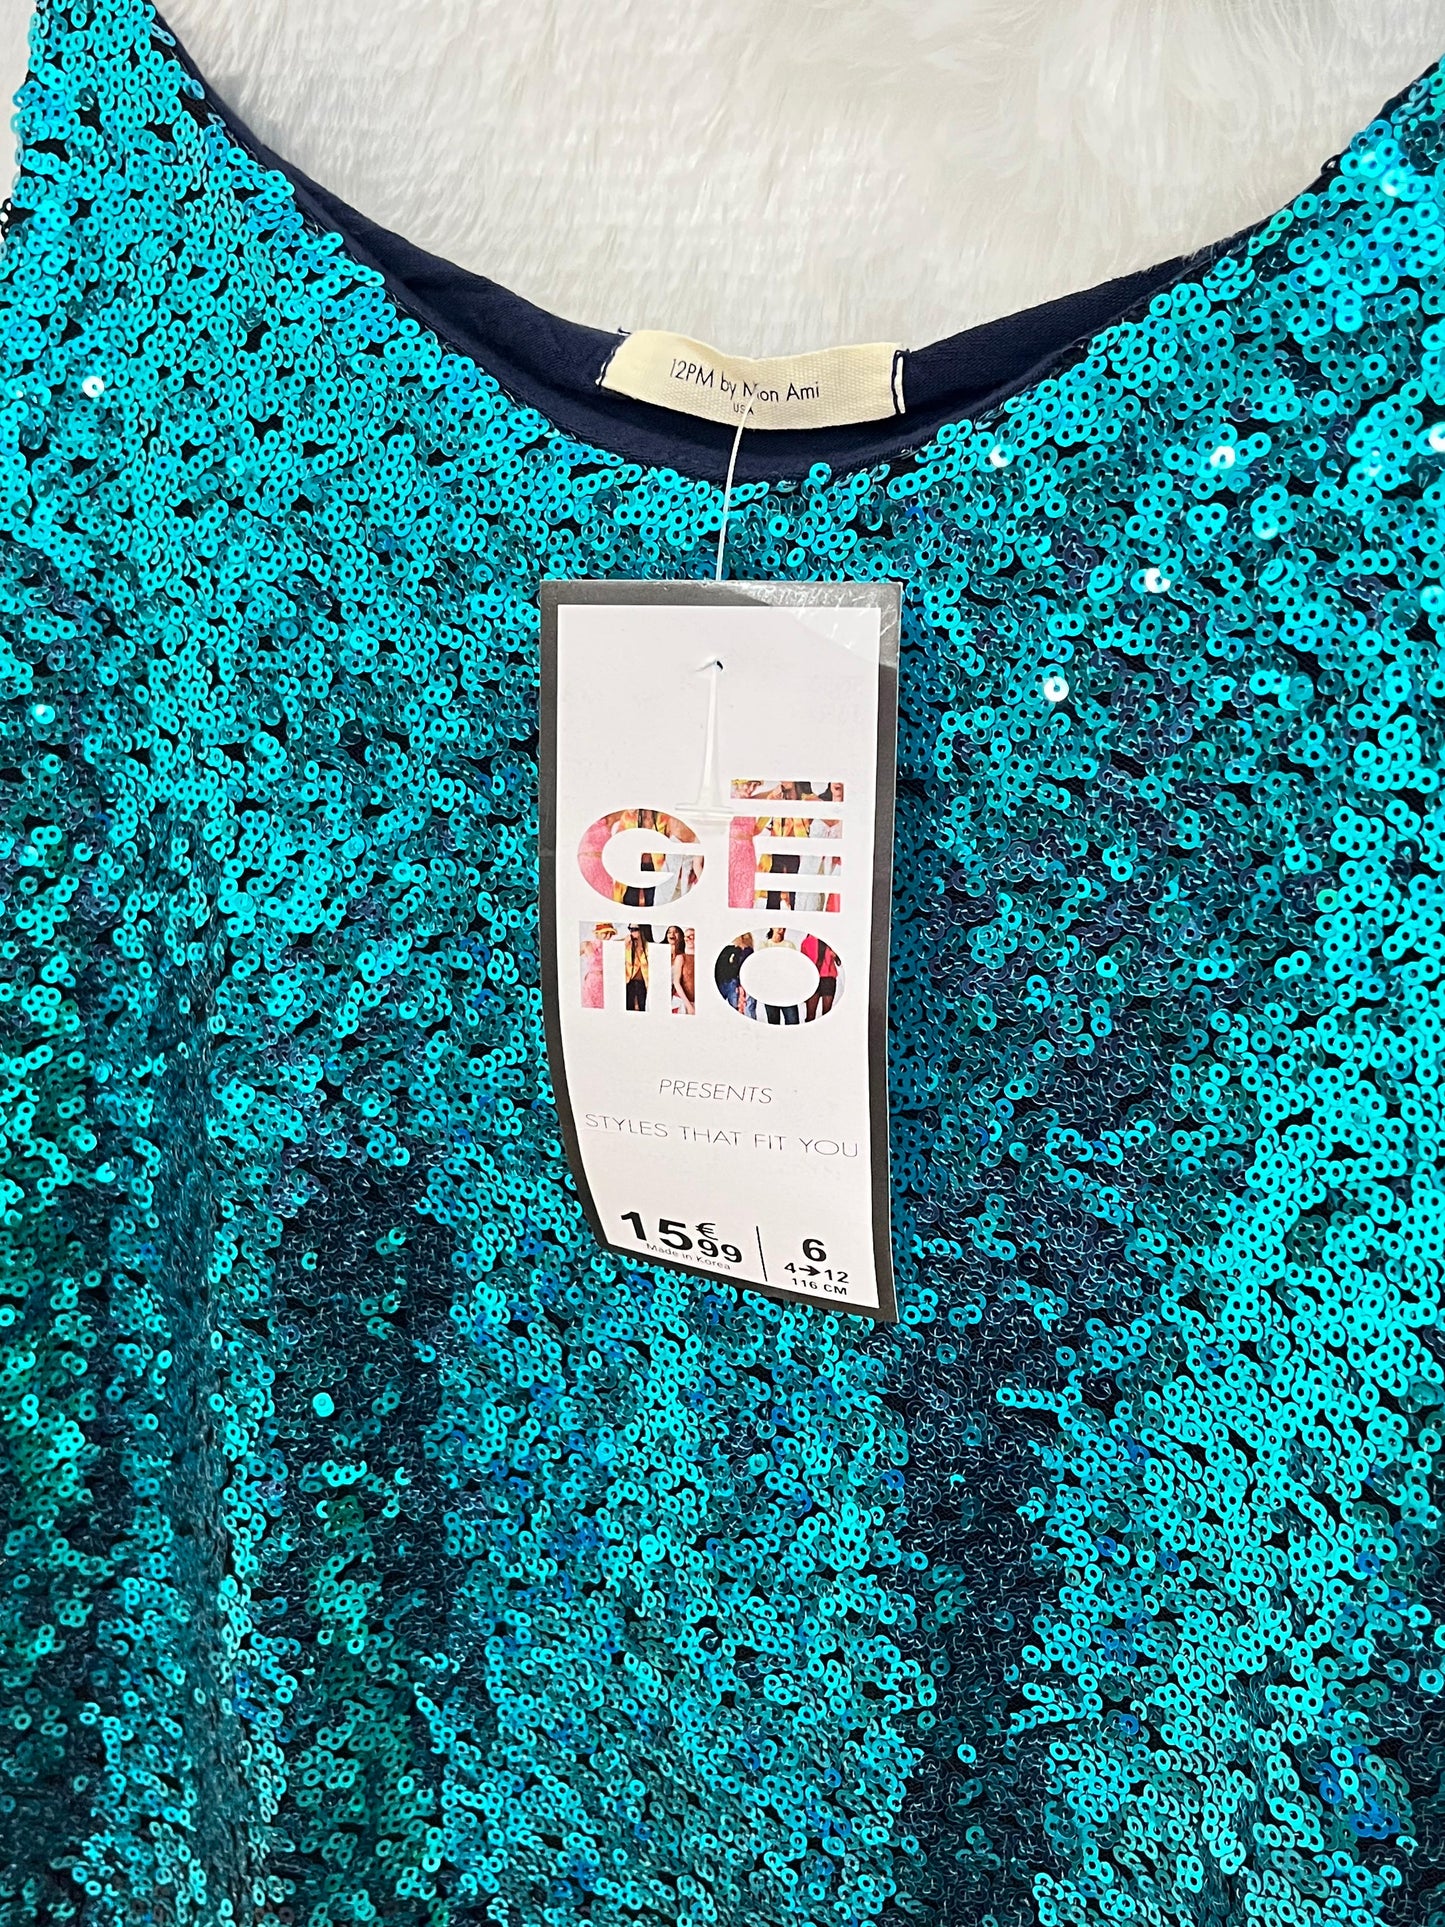 12PM by Mon Ami
USA
GĒ
MO
PRESENTS
STYLES THAT FIT YOU
15€99
Made in Korea
6
4➔12
116 CM